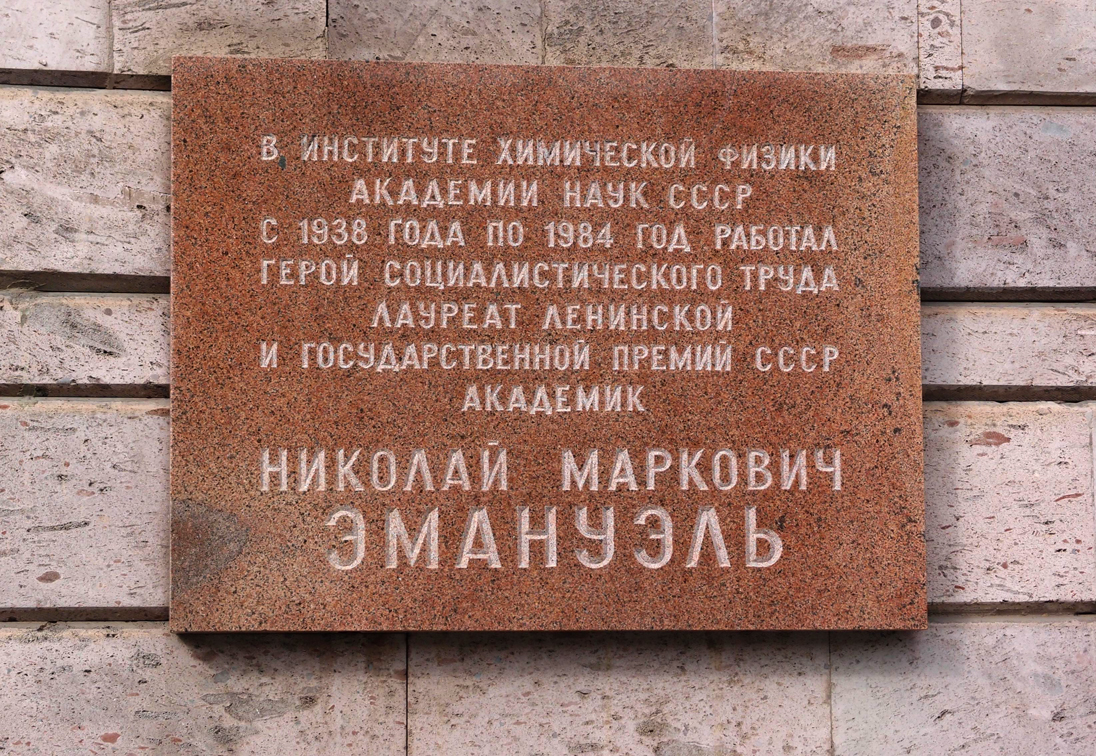 В ИНСТИТУТЕ ХИМИЧЕСКОЙ ФИЗИКИ
АКАДЕМИИ НАУК СССР
С 1938 ГОДА ПО 1984 ГОД РАБОТАЛ
ГЕРОЙ СОЦИАЛИСТИЧЕСКОГО ТРУДА
ЛАУРЕАТ ЛЕНИНСКОЙ
И ГОСУДАРСТВЕННОЙ ПРЕМИЙ СССР
АКАДЕМИК
НИКОЛАЙ МАРКОВИЧ
ЭМАНУЭЛЬ